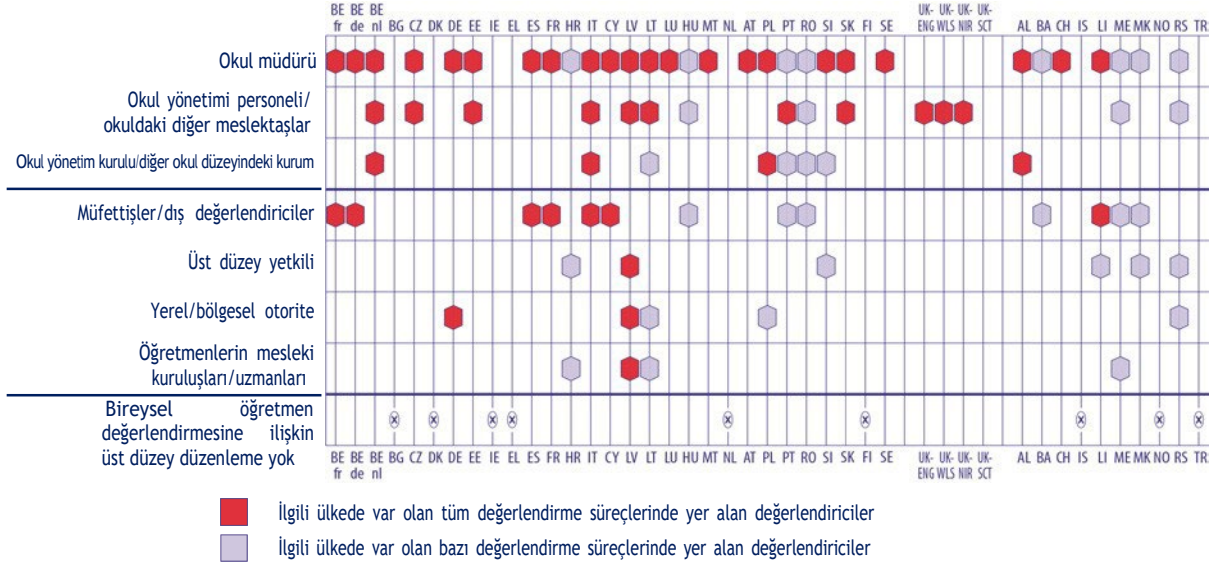 BE BE BE UK- UK- UK- UK-
fr de nl BG CZ DK DE EE IE EL ES FR HR IT CY LV LT LU HU MT NL AT PL PT RO SI SK FI SE ENG WLS NIR SCT AL BA CH IS LI ME MK NO RS TR
Okul müdürü
Okul yönetimi personeli/
okuldaki diğer meslektaşlar
Okul yönetim kurulu/diğer okul düzeyindeki kurum
Müfettişler/dış değerlendiriciler
Üst düzey yetkili
Yerel/bölgesel otorite
Öğretmenlerin mesleki
kuruluşları/uzmanları
Bireysel öğretmen
değerlendirmesine ilişkin
üst düzey düzenleme yok
x x x x x x x x x
BE BE BE BG CZ DK DE EE IE EL ES FR HR IT CY LV LT LU HU MT NL AT PL PT RO SI SK FI SE UK- UK- UK- UK- AL BA CH IS LI ME MK NO RS TR
fr de nl ENG WLS NIR SCT
İlgili ülkede var olan tüm değerlendirme süreçlerinde yer alan değerlendiriciler
İlgili ülkede var olan bazı değerlendirme süreçlerinde yer alan değerlendiriciler